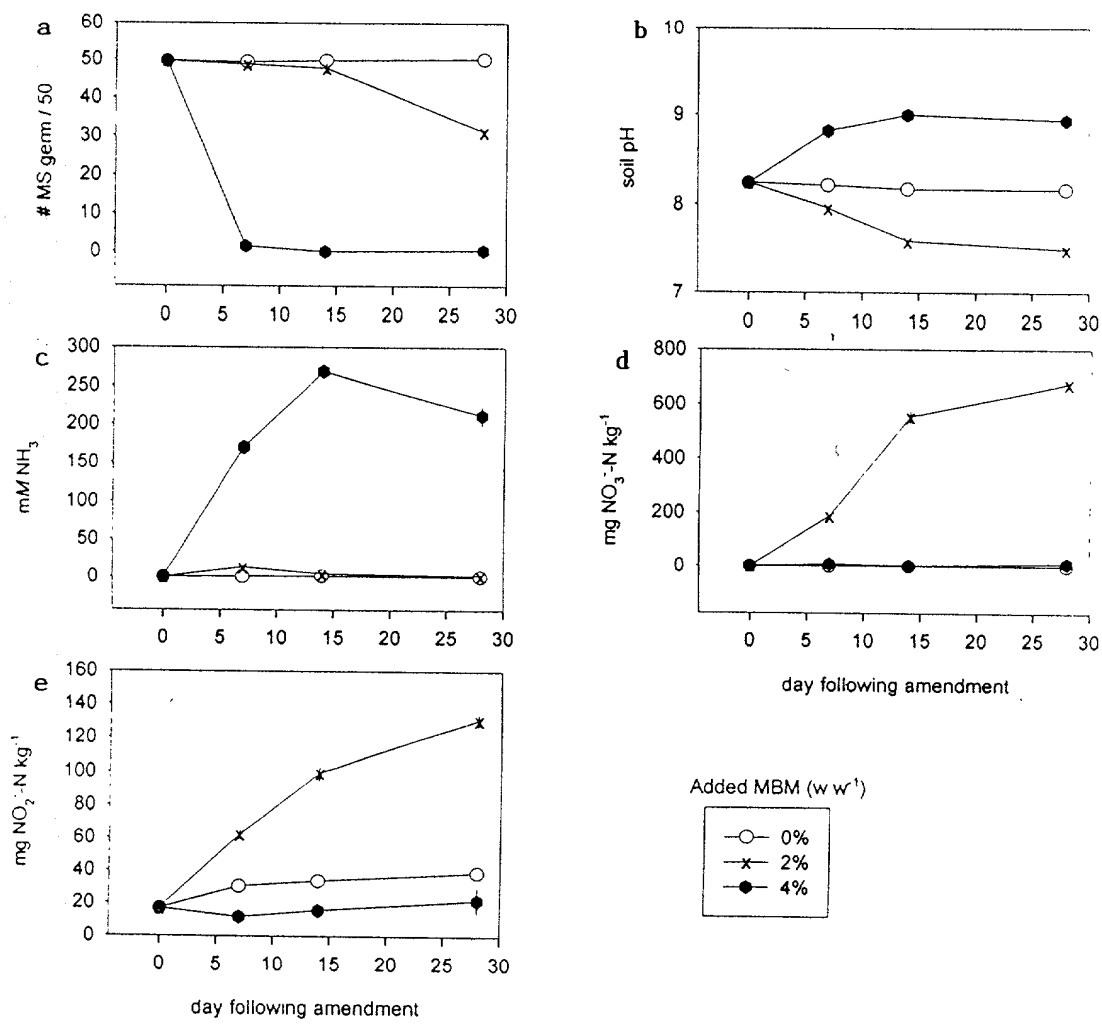 a
60
50
40
30
20
10
0
# MS germ / 50
0 5 10 15 20 25 30
b
10
9
8
7
soil pH
0 5 10 15 20 25 30
c
300
250
200
150
100
50
0
mM NH₃
0 5 10 15 20 25 30
d
800
600
400
200
0
mg NO₃⁻-N kg⁻¹
0 5 10 15 20 25 30
day following amendment
e
160
140
120
100
80
60
40
20
0
mg NO₂⁻-N kg⁻¹
0 5 10 15 20 25 30
day following amendment
Added MBM (w w⁻¹)
0%
2%
4%